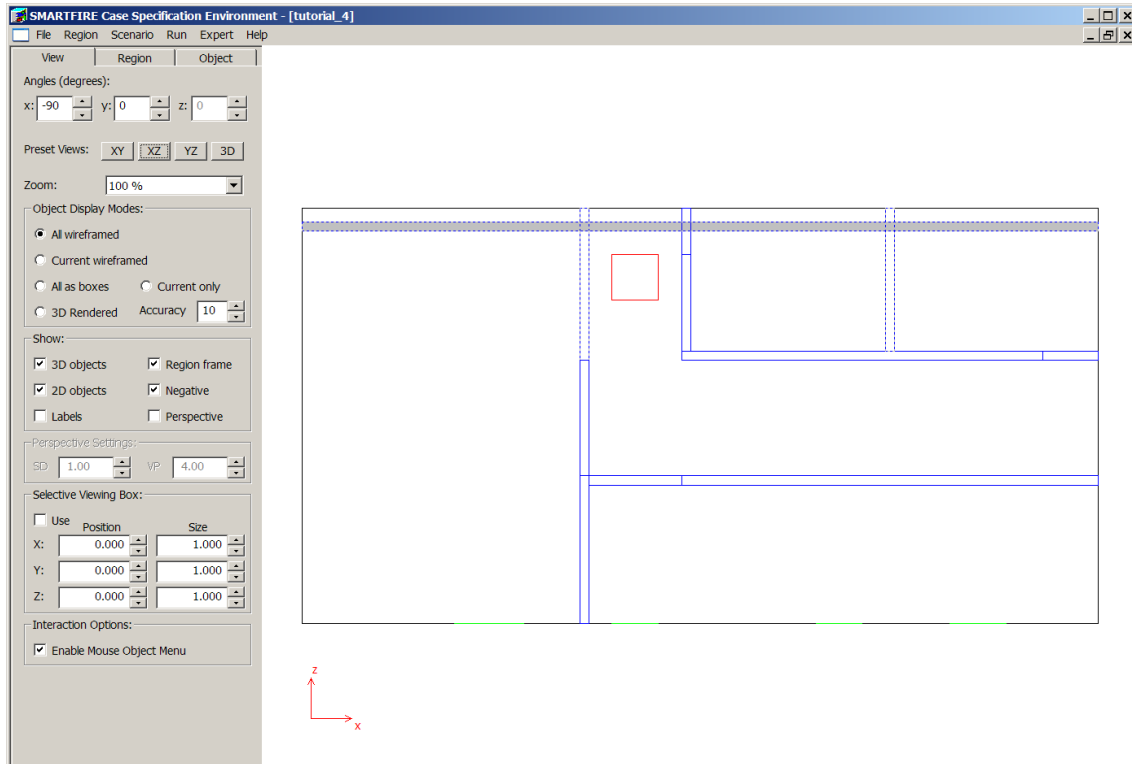 SMARTFIRE Case Specification Environment - [tutorial_4]
File Region Scenario Run Expert Help
View Region Object
Angles (degrees):
x: -90 y: 0 z: 0
Preset Views: XY XZ YZ 3D
Zoom: 100 %
Object Display Modes:
All wireframed
Current wireframed
All as boxes Current only
3D Rendered Accuracy 10
Show:
3D objects Region frame
2D objects Negative
Labels Perspective
Perspective Settings:
SD 1.00 VP 4.00
Selective Viewing Box:
Use Position Size
X: 0.000 1.000
Y: 0.000 1.000
Z: 0.000 1.000
Interaction Options:
Enable Mouse Object Menu
z
x